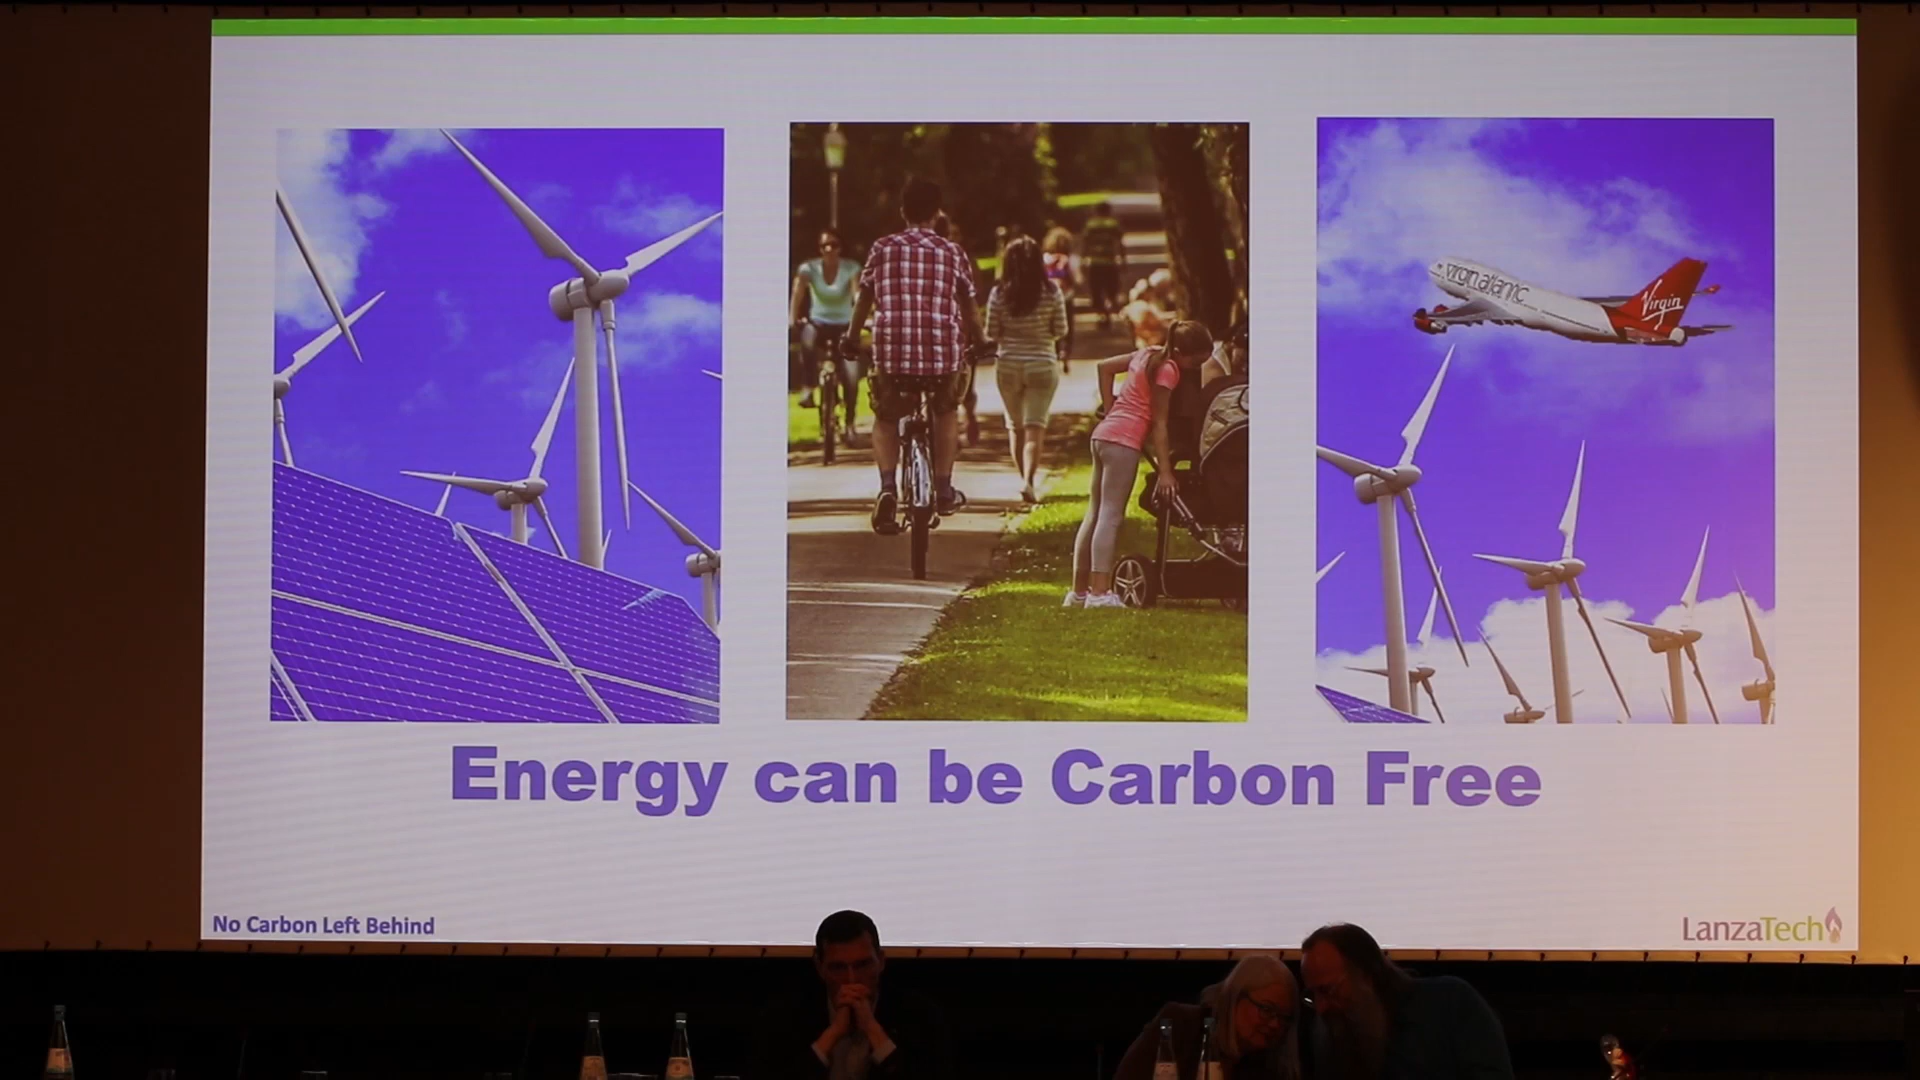 virgin atlantic
Virgin
Energy can be Carbon Free
No Carbon Left Behind
LanzaTech